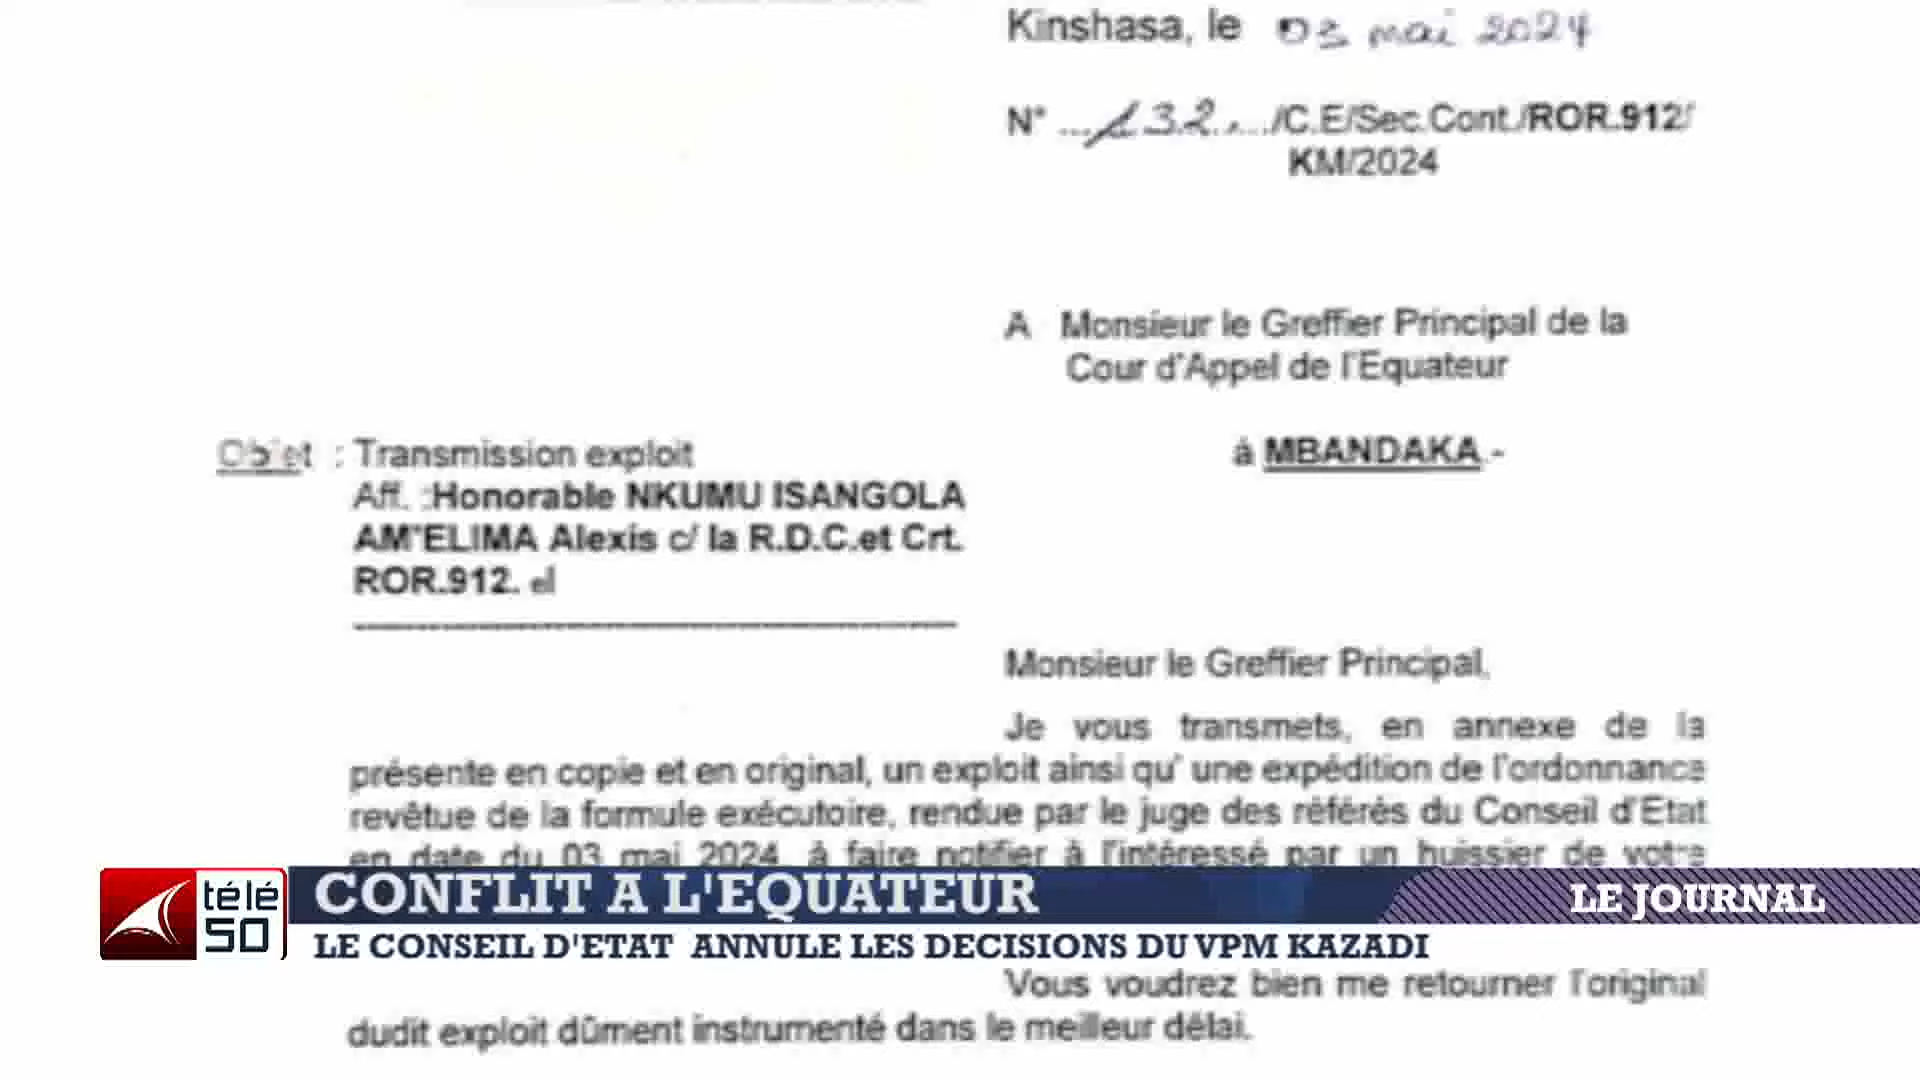 Kinshasa, le 03 mai 2024
N° ...132.,.../C.E/Sec.Cont./ROR.912/
KM/2024
A Monsieur le Greffier Principal de la
Cour d'Appel de l'Equateur
à MBANDAKA.-
Objet : Transmission exploit
Aff. :Honorable NKUMU ISANGOLA
AM'ELIMA Alexis c/ la R.D.C.et Crt.
ROR.912. el
Monsieur le Greffier Principal,
Je vous transmets, en annexe de la
présente en copie et en original, un exploit ainsi qu' une expédition de l'ordonnance
revêtue de la formule exécutoire, rendue par le juge des référés du Conseil d'Etat
en date du 03 mai 2024, à faire notifier à l'intéressé par un huissier de votre
télé 50
CONFLIT A L'EQUATEUR
LE JOURNAL
LE CONSEIL D'ETAT ANNULE LES DECISIONS DU VPM KAZADI
Vous voudrez bien me retourner l'original
dudit exploit dûment instrumenté dans le meilleur délai.